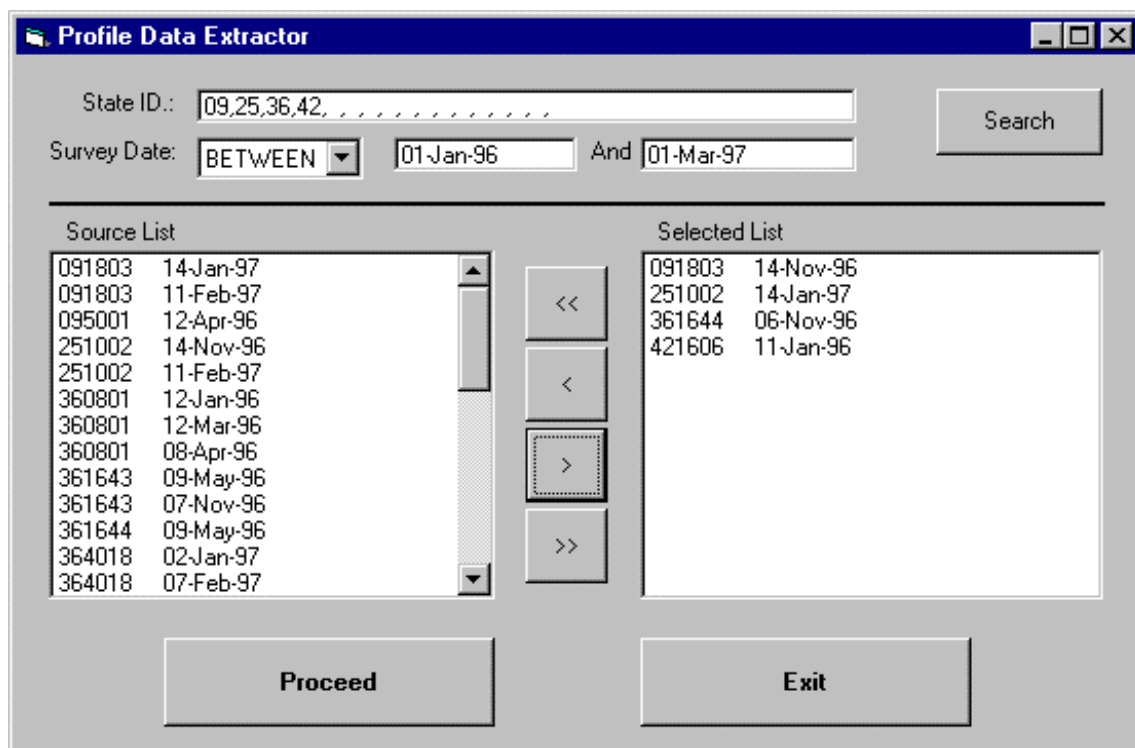 Profile Data Extractor
State ID.: 09,25,36,42, , , , , , , , , , , ,
Search
Survey Date: BETWEEN 01-Jan-96 And 01-Mar-97
Source List
091803 14-Jan-97
091803 11-Feb-97
095001 12-Apr-96
251002 14-Nov-96
251002 11-Feb-97
360801 12-Jan-96
360801 12-Mar-96
360801 08-Apr-96
361643 09-May-96
361643 07-Nov-96
361644 09-May-96
364018 02-Jan-97
364018 07-Feb-97
<<
<
>
>>
Selected List
091803 14-Nov-96
251002 14-Jan-97
361644 06-Nov-96
421606 11-Jan-96
Proceed
Exit